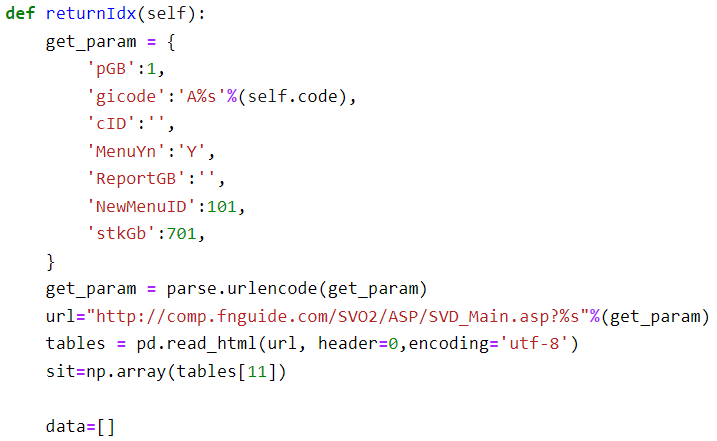 def returnIdx(self):
    get_param = {
        'pGB':1,
        'gicode':'A%s'%(self.code),
        'cID':'',
        'MenuYn':'Y',
        'ReportGB':'',
        'NewMenuID':101,
        'stkGb':701,
    }
    get_param = parse.urlencode(get_param)
    url="http://comp.fnguide.com/SVO2/ASP/SVD_Main.asp?%s"%(get_param)
    tables = pd.read_html(url, header=0,encoding='utf-8')
    sit=np.array(tables[11])

    data=[]